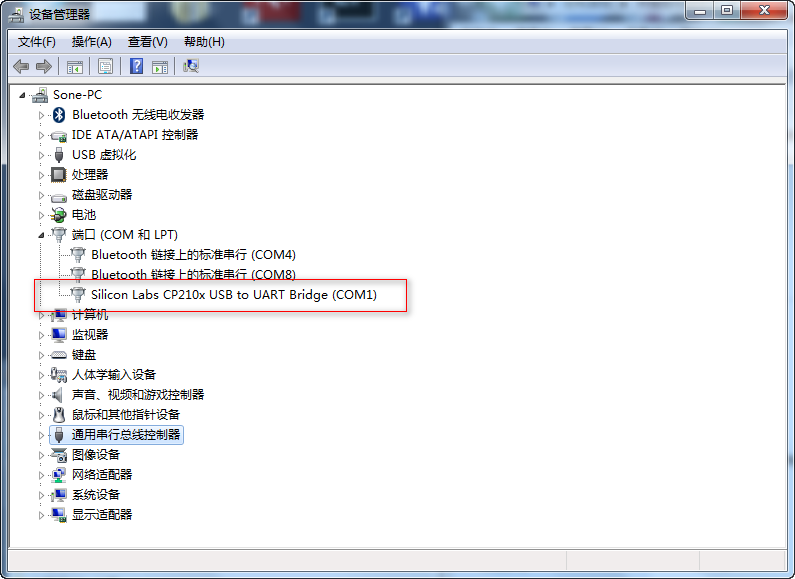 设备管理器
文件(F) 操作(A) 查看(V) 帮助(H)
Sone-PC
Bluetooth 无线电收发器
IDE ATA/ATAPI 控制器
USB 虚拟化
处理器
磁盘驱动器
电池
端口 (COM 和 LPT)
Bluetooth 链接上的标准串行 (COM4)
Bluetooth 链接上的标准串行 (COM8)
Silicon Labs CP210x USB to UART Bridge (COM1)
计算机
监视器
键盘
人体学输入设备
声音、视频和游戏控制器
鼠标和其他指针设备
通用串行总线控制器
图像设备
网络适配器
系统设备
显示适配器